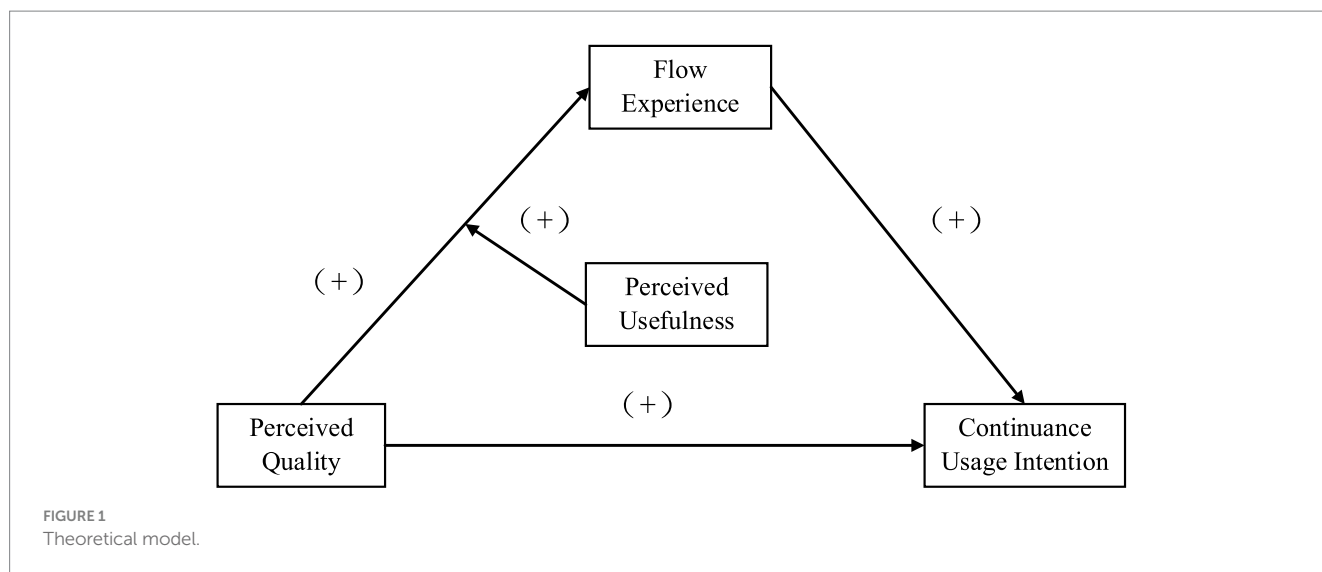 Flow
Experience
(+)
(+)
(+)
Perceived
Usefulness
(+)
Perceived
Quality
Continuance
Usage Intention
FIGURE 1
Theoretical model.